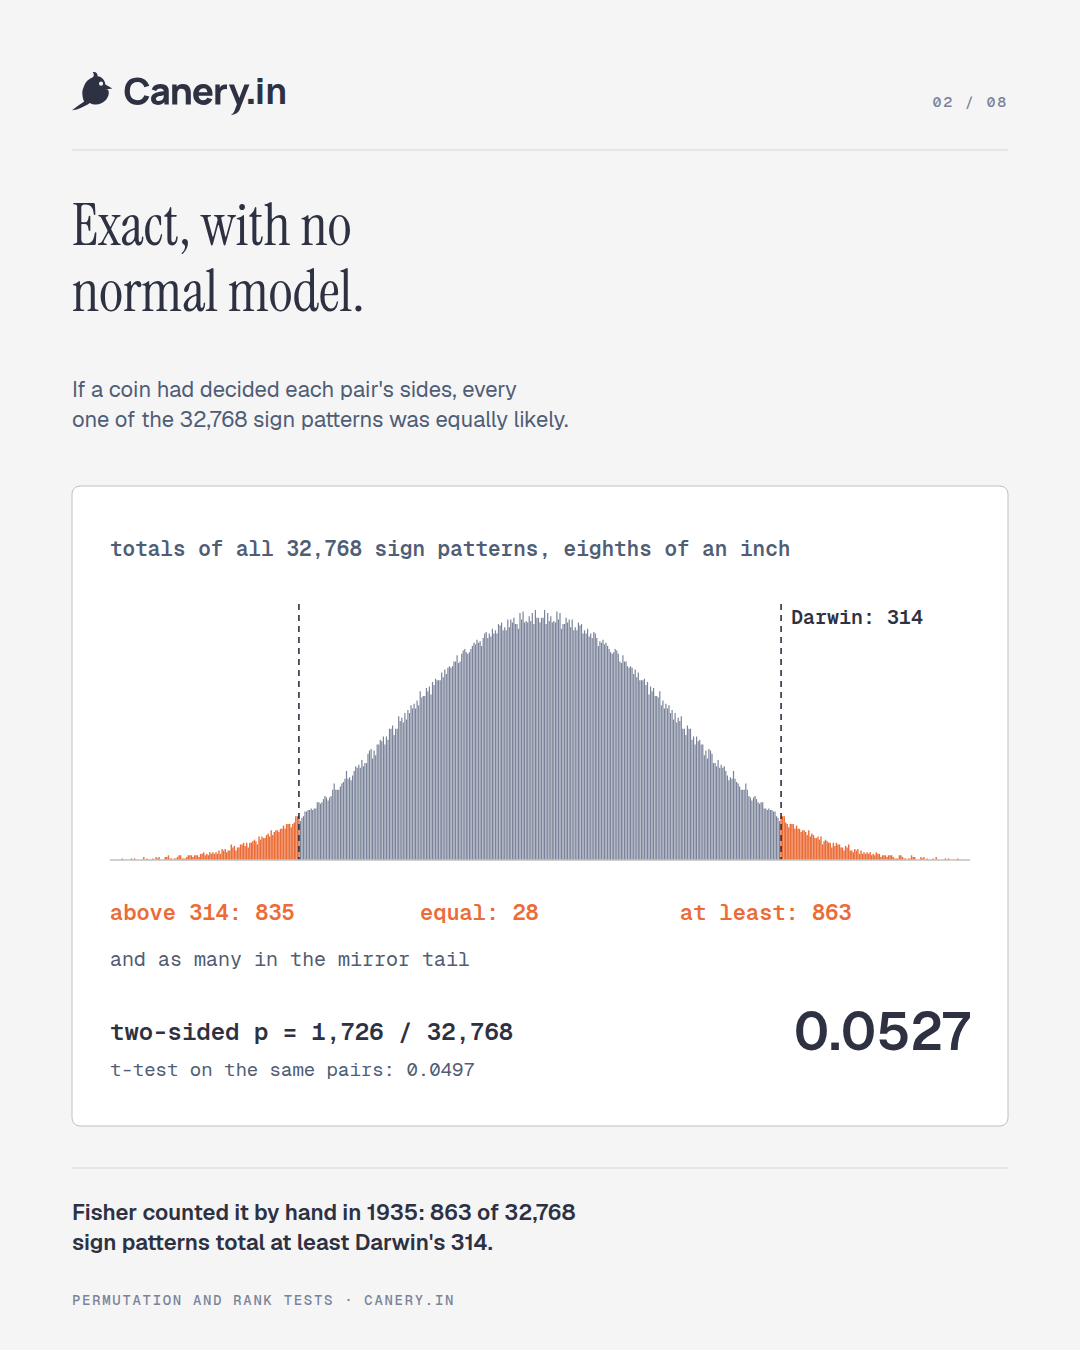 Canery.in
02 / 08
Exact, with no
normal model.
If a coin had decided each pair's sides, every
one of the 32,768 sign patterns was equally likely.
totals of all 32,768 sign patterns, eighths of an inch
Darwin: 314
above 314: 835
equal: 28
at least: 863
and as many in the mirror tail
two-sided p = 1,726 / 32,768
0.0527
t-test on the same pairs: 0.0497
Fisher counted it by hand in 1935: 863 of 32,768
sign patterns total at least Darwin's 314.
PERMUTATION AND RANK TESTS · CANERY.IN